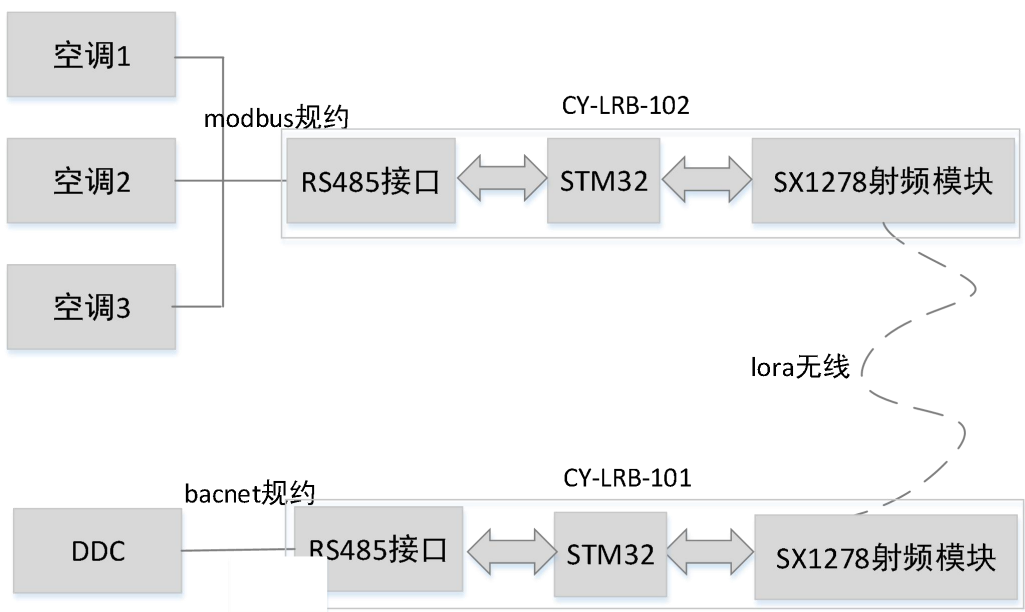 空调1
modbus规约
CY-LRB-102
空调2
RS485接口
STM32
SX1278射频模块
空调3
lora无线
bacnet规约
CY-LRB-101
DDC
RS485接口
STM32
SX1278射频模块